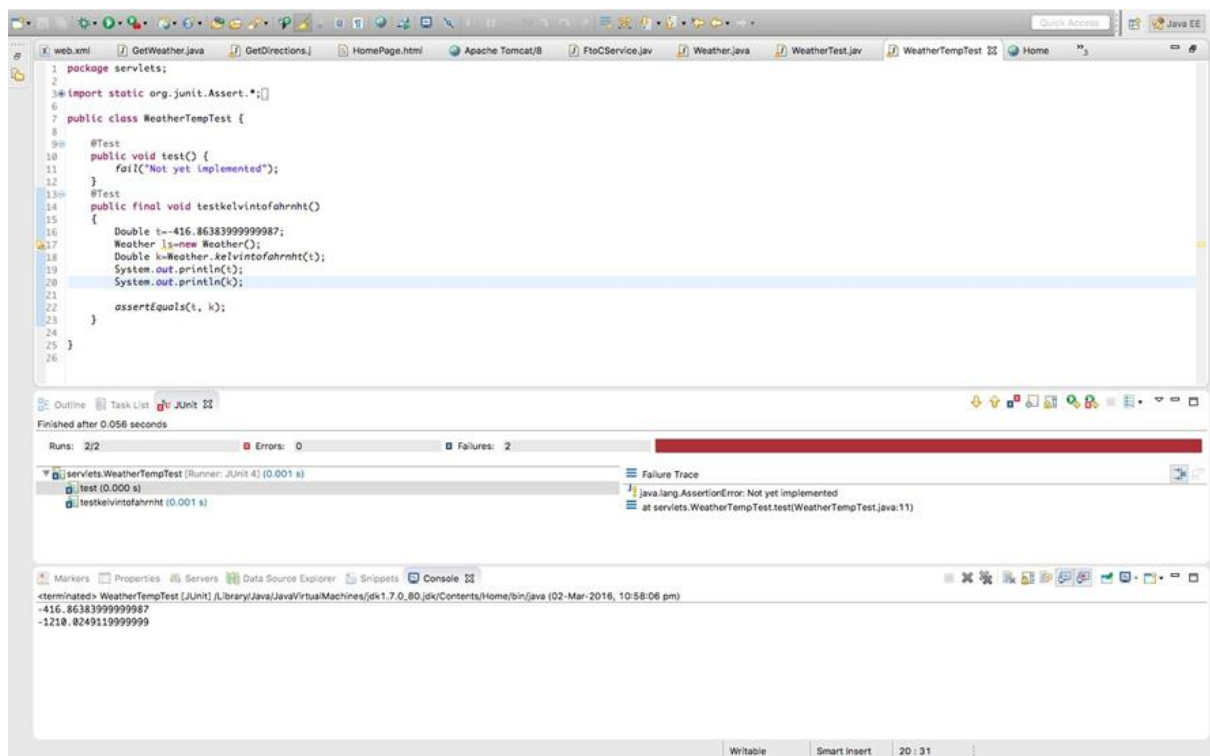 Quick Access
Java EE
web.xml
GetWeather.java
GetDirections.j
HomePage.html
Apache Tomcat/8
FtoCService.jav
Weather.java
WeatherTest.jav
WeatherTempTest
Home
»3
1 package servlets;
2
3 import static org.junit.Assert.*;
6
7 public class WeatherTempTest {
8
9 @Test
10 public void test() {
11 fail("Not yet implemented");
12 }
13 @Test
14 public final void testkelvintofahrnht()
15 {
16 Double t=-416.86383999999987;
17 Weather ls=new Weather();
18 Double k=Weather.kelvintofahrnht(t);
19 System.out.println(t);
20 System.out.println(k);
21
22 assertEquals(t, k);
23 }
24
25 }
26
Outline Task List JUnit
Finished after 0.056 seconds
Runs: 2/2 Errors: 0 Failures: 2
servlets.WeatherTempTest [Runner: JUnit 4] (0.001 s)
test (0.000 s)
testkelvintofahrnht (0.001 s)
Failure Trace
java.lang.AssertionError: Not yet implemented
at servlets.WeatherTempTest.test(WeatherTempTest.java:11)
Markers Properties Servers Data Source Explorer Snippets Console
<terminated> WeatherTempTest [JUnit] /Library/Java/JavaVirtualMachines/jdk1.7.0_80.jdk/Contents/Home/bin/java (02-Mar-2016, 10:58:06 pm)
-416.86383999999987
-1210.0249119999999
Writable Smart Insert 20 : 31